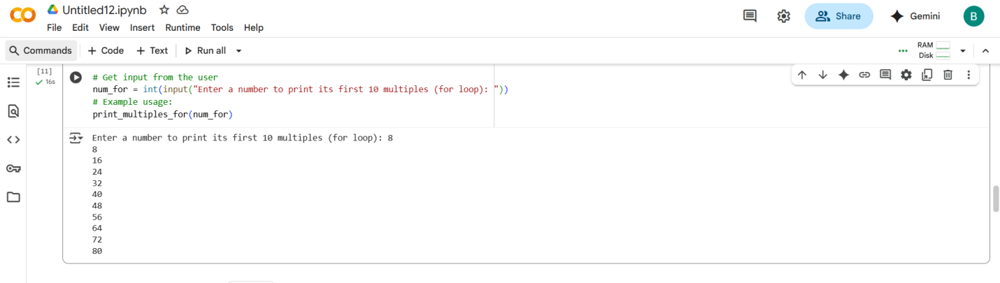 Untitled12.ipynb
File Edit View Insert Runtime Tools Help
Share
Gemini
B
Commands + Code + Text Run all
RAM
Disk
[11]
16s
# Get input from the user
num_for = int(input("Enter a number to print its first 10 multiples (for loop): "))
# Example usage:
print_multiples_for(num_for)
Enter a number to print its first 10 multiples (for loop): 8
8
16
24
32
40
48
56
64
72
80